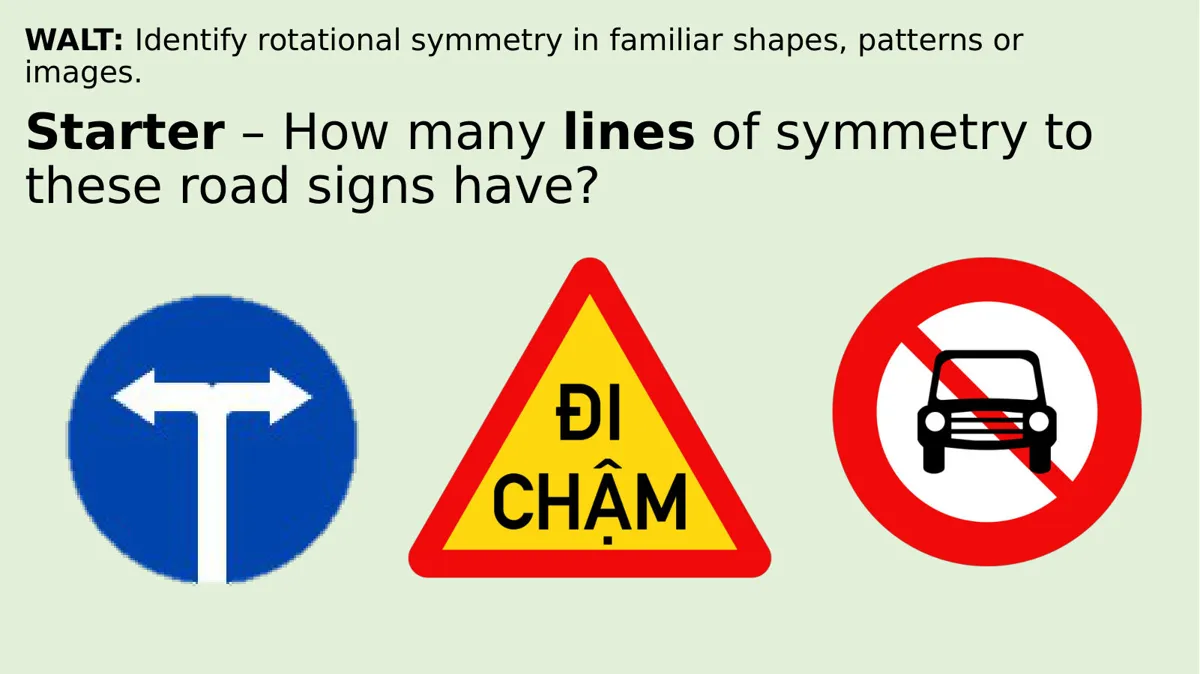 WALT: Identify rotational symmetry in familiar shapes, patterns or
images.
Starter – How many lines of symmetry to
these road signs have?
ĐI
CHẬM